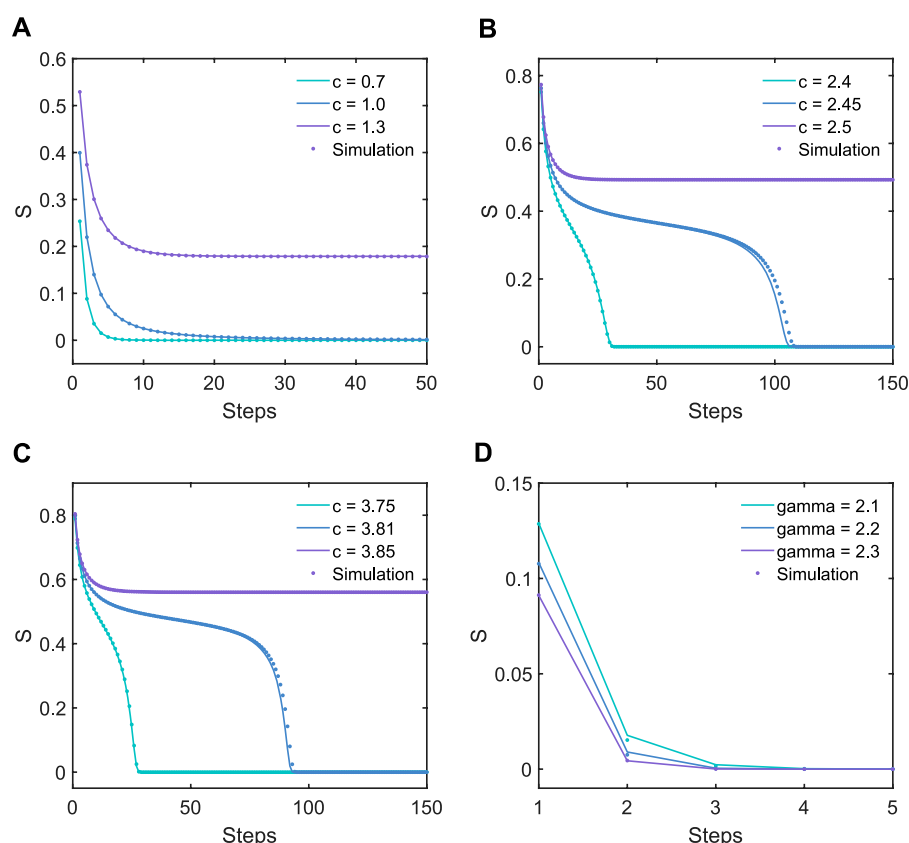 A
0.6
0.5
0.4
0.3
0.2
0.1
0
S
0 10 20 30 40 50
Steps
c = 0.7
c = 1.0
c = 1.3
Simulation
B
0.8
0.6
0.4
0.2
0
S
0 50 100 150
Steps
c = 2.4
c = 2.45
c = 2.5
Simulation
C
1
0.8
0.6
0.4
0.2
0
S
0 50 100 150
Steps
c = 3.75
c = 3.81
c = 3.85
Simulation
D
0.15
0.1
0.05
0
S
1 2 3 4 5
Steps
gamma = 2.1
gamma = 2.2
gamma = 2.3
Simulation